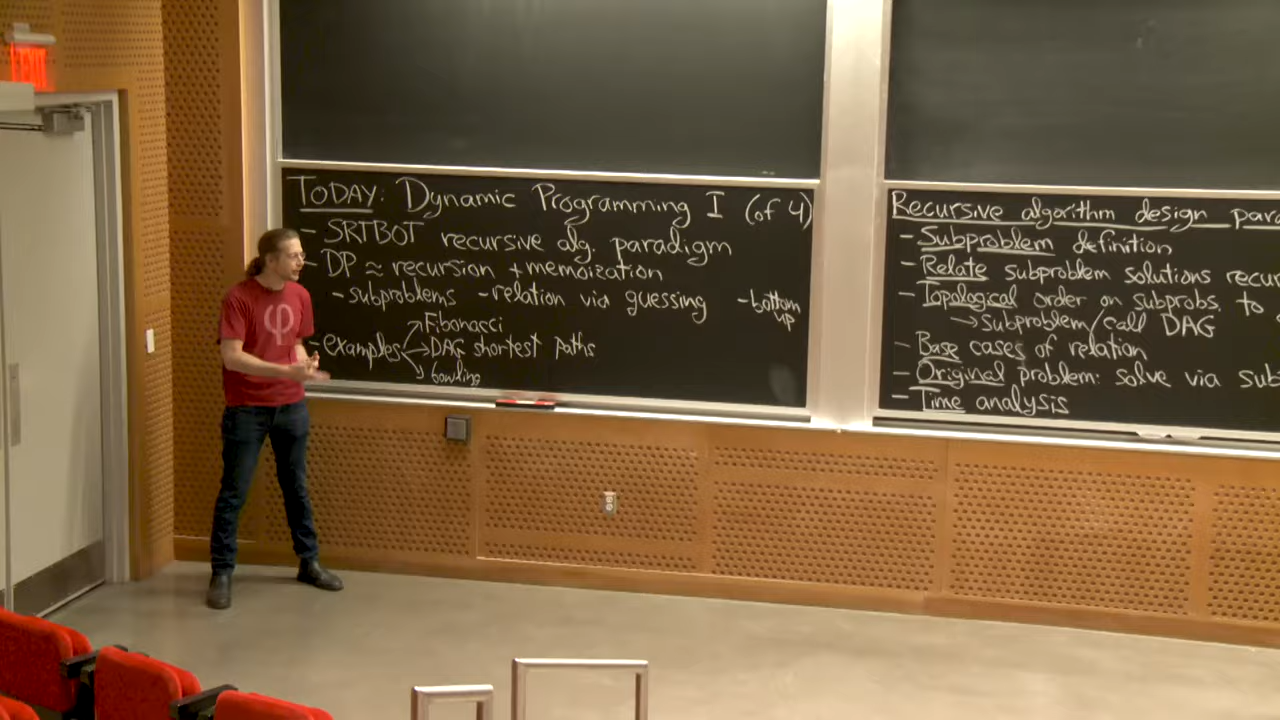 TODAY: Dynamic Programming I (of 4)
- SRTBOT recursive alg. paradigm
- DP ≈ recursion + memoization
- subproblems - relation via guessing - bottom up
- examples → Fibonacci
→ DAG shortest paths
→ bowling
Recursive algorithm design par
- Subproblem definition
- Relate subproblem solutions recur
- Topological order on subprobs. to
→ subproblem/call DAG
- Base cases of relation
- Original problem: solve via sub
- Time analysis
φ